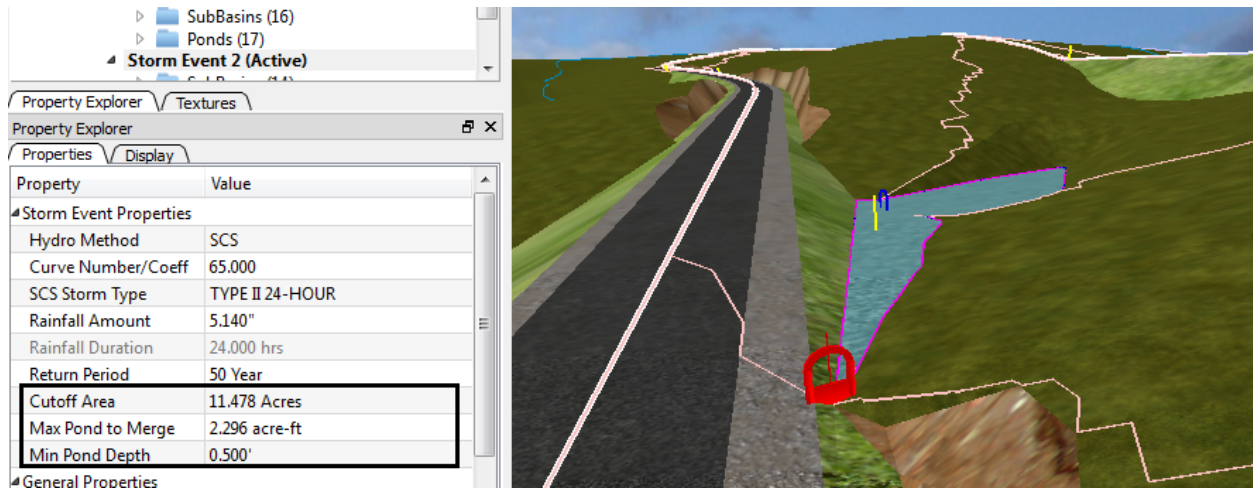 SubBasins (16)
Ponds (17)
Storm Event 2 (Active)
SubBasins (14)
Property Explorer Textures
Property Explorer
Properties Display
Property Value
Storm Event Properties
Hydro Method SCS
Curve Number/Coeff 65.000
SCS Storm Type TYPE II 24-HOUR
Rainfall Amount 5.140"
Rainfall Duration 24.000 hrs
Return Period 50 Year
Cutoff Area 11.478 Acres
Max Pond to Merge 2.296 acre-ft
Min Pond Depth 0.500'
General Properties